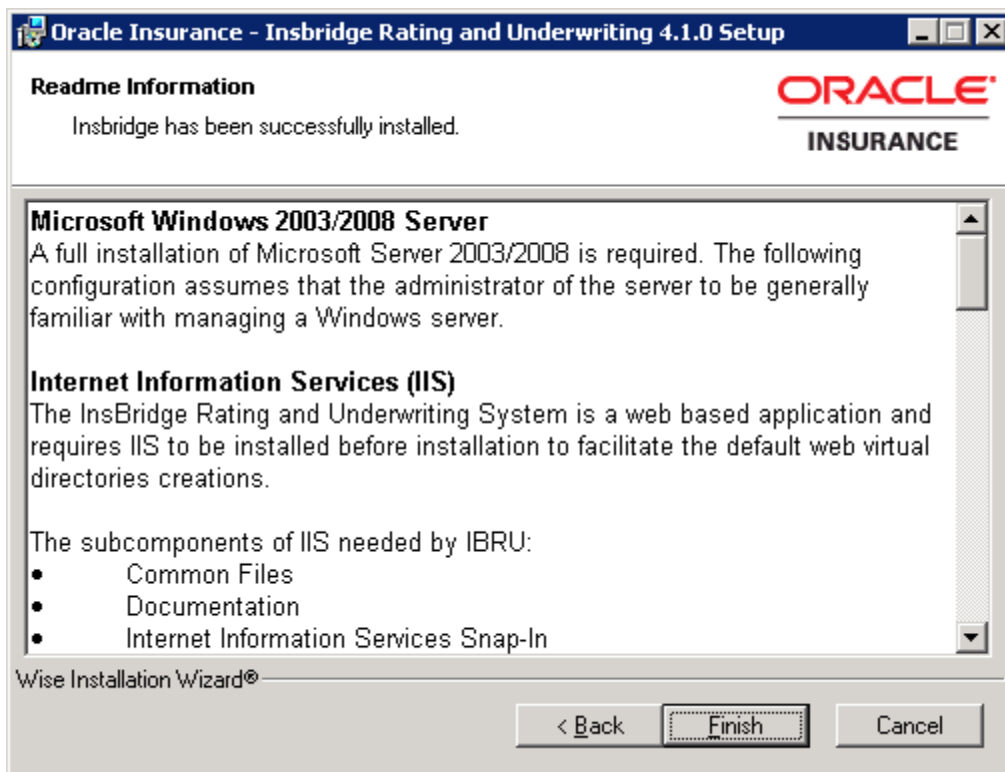 Oracle Insurance - Insbridge Rating and Underwriting 4.1.0 Setup
Readme Information
Insbridge has been successfully installed.
ORACLE
INSURANCE
Microsoft Windows 2003/2008 Server
A full installation of Microsoft Server 2003/2008 is required. The following
configuration assumes that the administrator of the server to be generally
familiar with managing a Windows server.
Internet Information Services (IIS)
The InsBridge Rating and Underwriting System is a web based application and
requires IIS to be installed before installation to facilitate the default web virtual
directories creations.
The subcomponents of IIS needed by IBRU:
• Common Files
• Documentation
• Internet Information Services Snap-In
Wise Installation Wizard®
< Back
Finish
Cancel